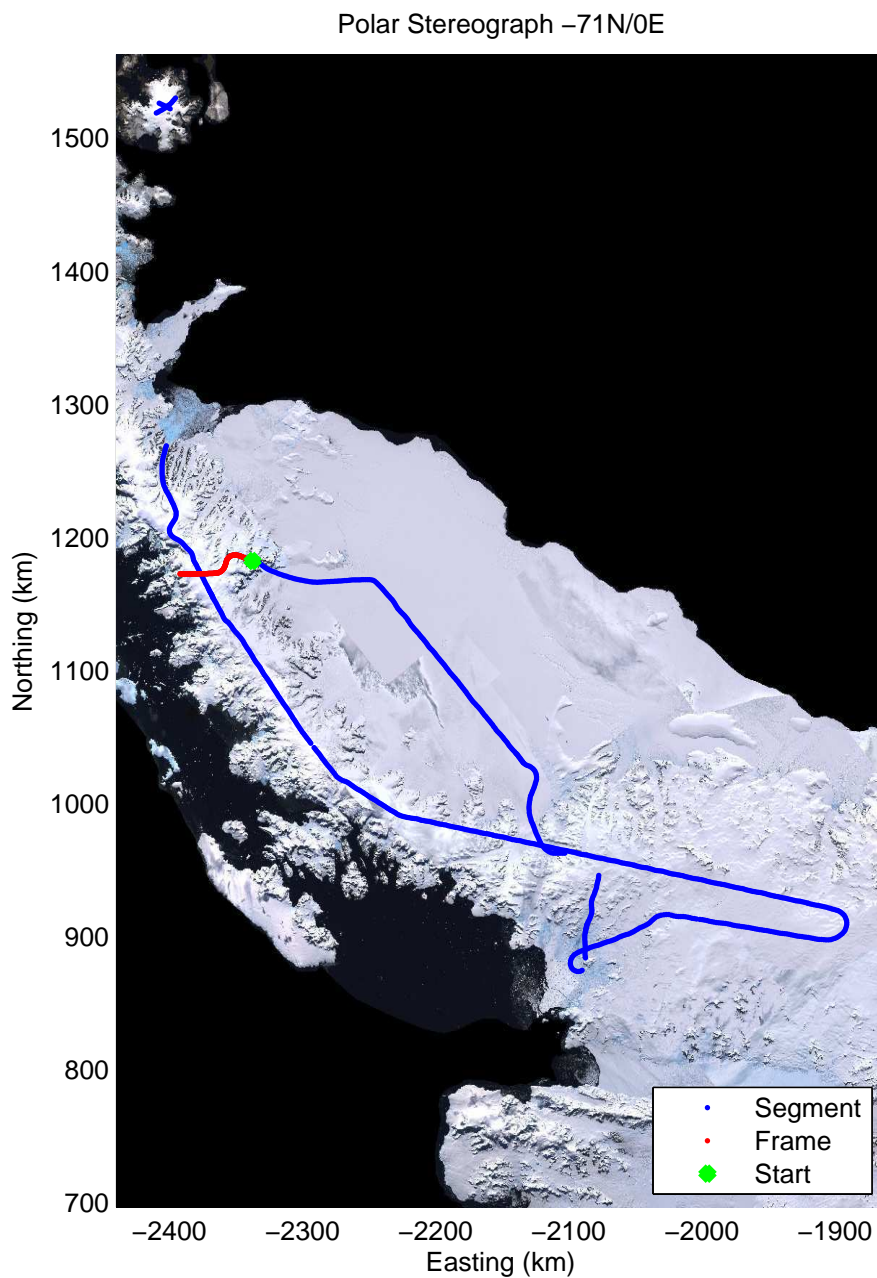 Polar Stereograph −71N/0E
1500
1400
1300
1200
1100
1000
900
800
700
Northing (km)
−2400 −2300 −2200 −2100 −2000 −1900
Easting (km)
Segment
Frame
Start